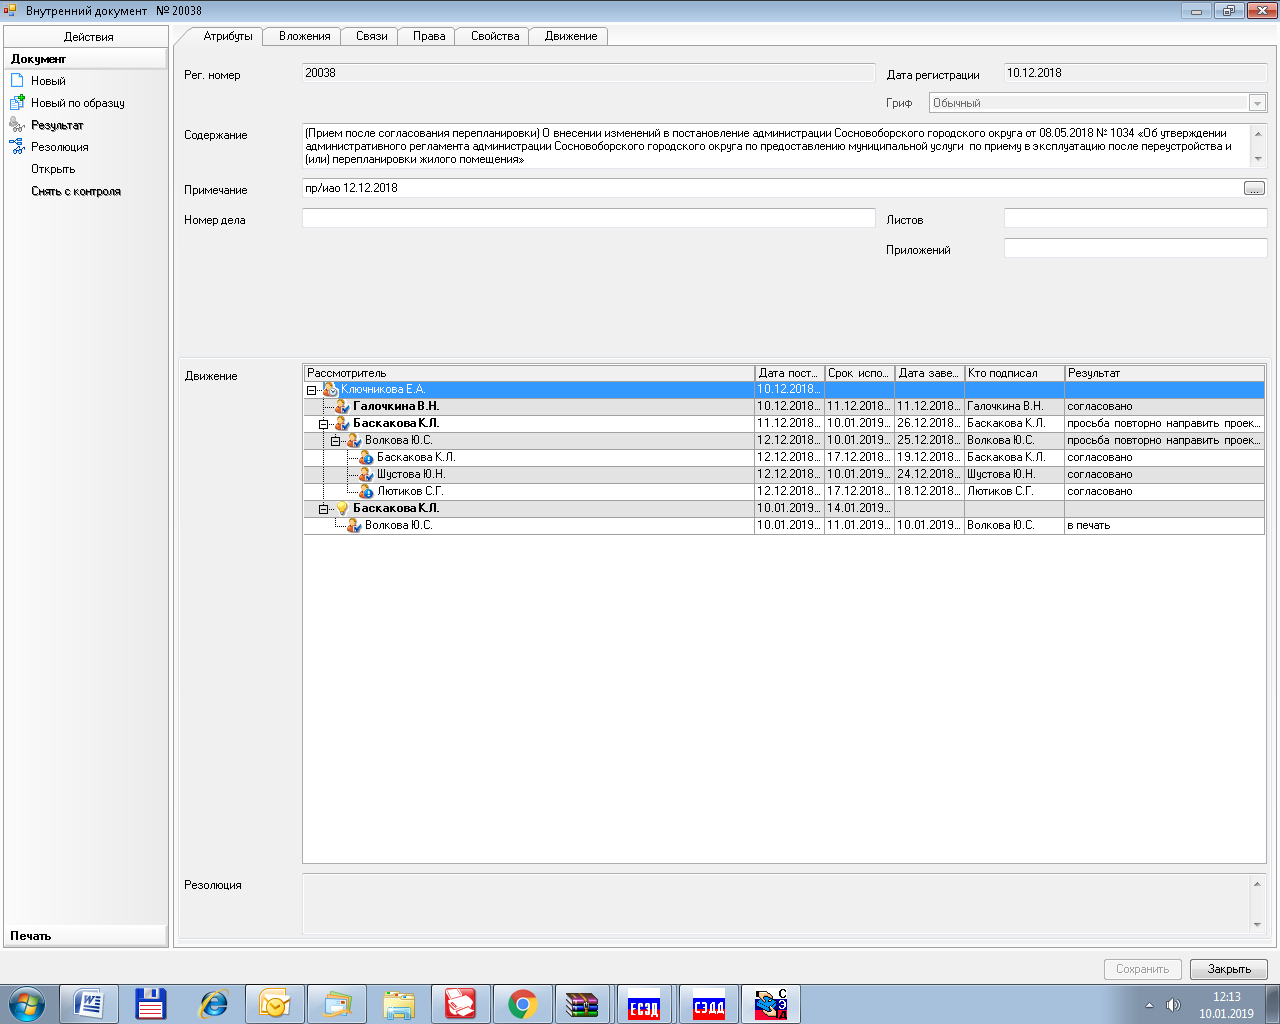 Внутренний документ № 20038
Действия
Документ
Новый
Новый по образцу
Результат
Резолюция
Открыть
Снять с контроля
Печать
Атрибуты Вложения Связи Права Свойства Движение
Рег. номер 20038 Дата регистрации 10.12.2018
Гриф Обычный
Содержание
(Прием после согласования перепланировки) О внесении изменений в постановление администрации Сосновоборского городского округа от 08.05.2018 № 1034 «Об утверждении
административного регламента администрации Сосновоборского городского округа по предоставлению муниципальной услуги по приему в эксплуатацию после переустройства и
(или) перепланировки жилого помещения»
Примечание пр/иао 12.12.2018 ...
Номер дела Листов
Приложений
Движение
Рассмотритель Дата пост... Срок испо... Дата заве... Кто подписал Результат
Ключникова Е.А. 10.12.2018...
Галочкина В.Н. 10.12.2018... 11.12.2018... 11.12.2018... Галочкина В.Н. согласовано
Баскакова К.Л. 11.12.2018... 10.01.2019... 26.12.2018... Баскакова К.Л. просьба повторно направить проек...
Волкова Ю.С. 12.12.2018... 10.01.2019... 25.12.2018... Волкова Ю.С. просьба повторно направить проек...
Баскакова К.Л. 12.12.2018... 17.12.2018... 19.12.2018... Баскакова К.Л. согласовано
Шустова Ю.Н. 12.12.2018... 10.01.2019... 24.12.2018... Шустова Ю.Н. согласовано
Лютиков С.Г. 12.12.2018... 17.12.2018... 18.12.2018... Лютиков С.Г. согласовано
Баскакова К.Л. 10.01.2019... 14.01.2019...
Волкова Ю.С. 10.01.2019... 11.01.2019... 10.01.2019... Волкова Ю.С. в печать
Резолюция
Сохранить Закрыть
ЕСЭД СЭДД СЭД
12:13
10.01.2019